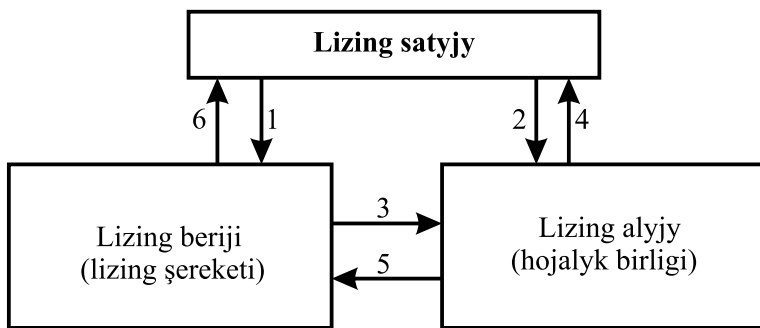 Lizing satyjy
6
1
2
4
Lizing beriji
(lizing şereketi)
3
5
Lizing alyjy
(hojalyk birligi)